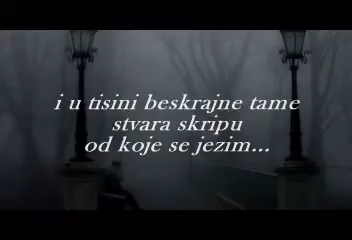 i u tisini beskrajne tame
stvara skripu
od koje se jezim...